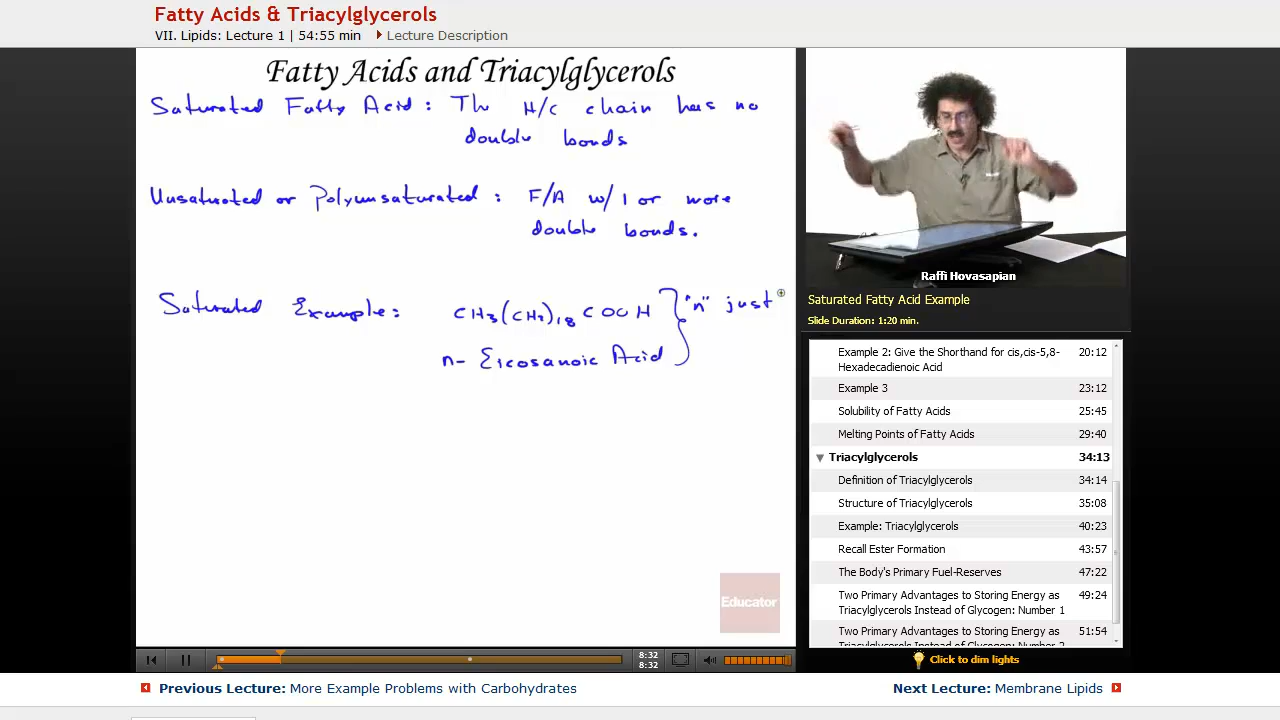 Fatty Acids & Triacylglycerols
VII. Lipids: Lecture 1 | 54:55 min
Lecture Description
Fatty Acids and Triacylglycerols
Saturated Fatty Acid : The H/C chain has no
double bonds
Unsaturated or Polyunsaturated : F/A w/ 1 or more
double bonds.
Saturated Example : CH3(CH2)18COOH } "n" just
n- Eicosanoic Acid
Educator
8:32
8:32
Raffi Hovasapian
Saturated Fatty Acid Example
Slide Duration: 1:20 min.
Example 2: Give the Shorthand for cis,cis-5,8-
Hexadecadienoic Acid 20:12
Example 3 23:12
Solubility of Fatty Acids 25:45
Melting Points of Fatty Acids 29:40
Triacylglycerols 34:13
Definition of Triacylglycerols 34:14
Structure of Triacylglycerols 35:08
Example: Triacylglycerols 40:23
Recall Ester Formation 43:57
The Body's Primary Fuel-Reserves 47:22
Two Primary Advantages to Storing Energy as 49:24
Triacylglycerols Instead of Glycogen: Number 1
Two Primary Advantages to Storing Energy as 51:54
Triacylglycerols Instead of Glycogen: Number 2
Click to dim lights
Previous Lecture: More Example Problems with Carbohydrates
Next Lecture: Membrane Lipids